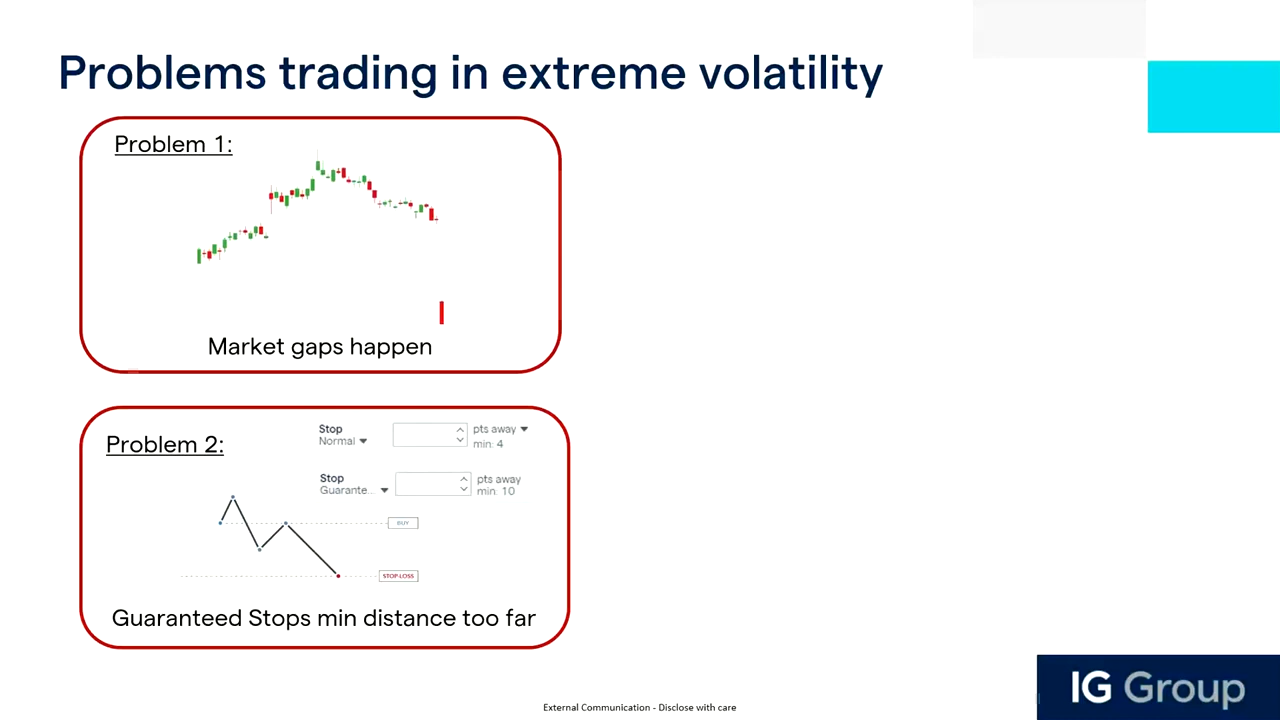 Problems trading in extreme volatility
Problem 1:
Market gaps happen
Problem 2:
Stop
Normal
pts away
min: 4
Stop
Guarante...
pts away
min: 10
BUY
STOP-LOSS
Guaranteed Stops min distance too far
IG Group
External Communication - Disclose with care